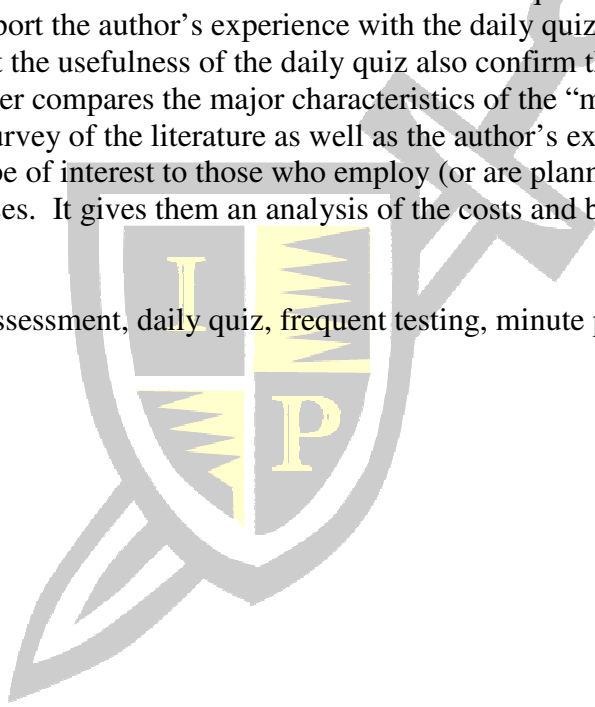 port the author's experience with the daily quiz
t the usefulness of the daily quiz also confirm th
er compares the major characteristics of the “m
urvey of the literature as well as the author's ex
be of interest to those who employ (or are plann
es.  It gives them an analysis of the costs and b
ssessment, daily quiz, frequent testing, minute p
I
P